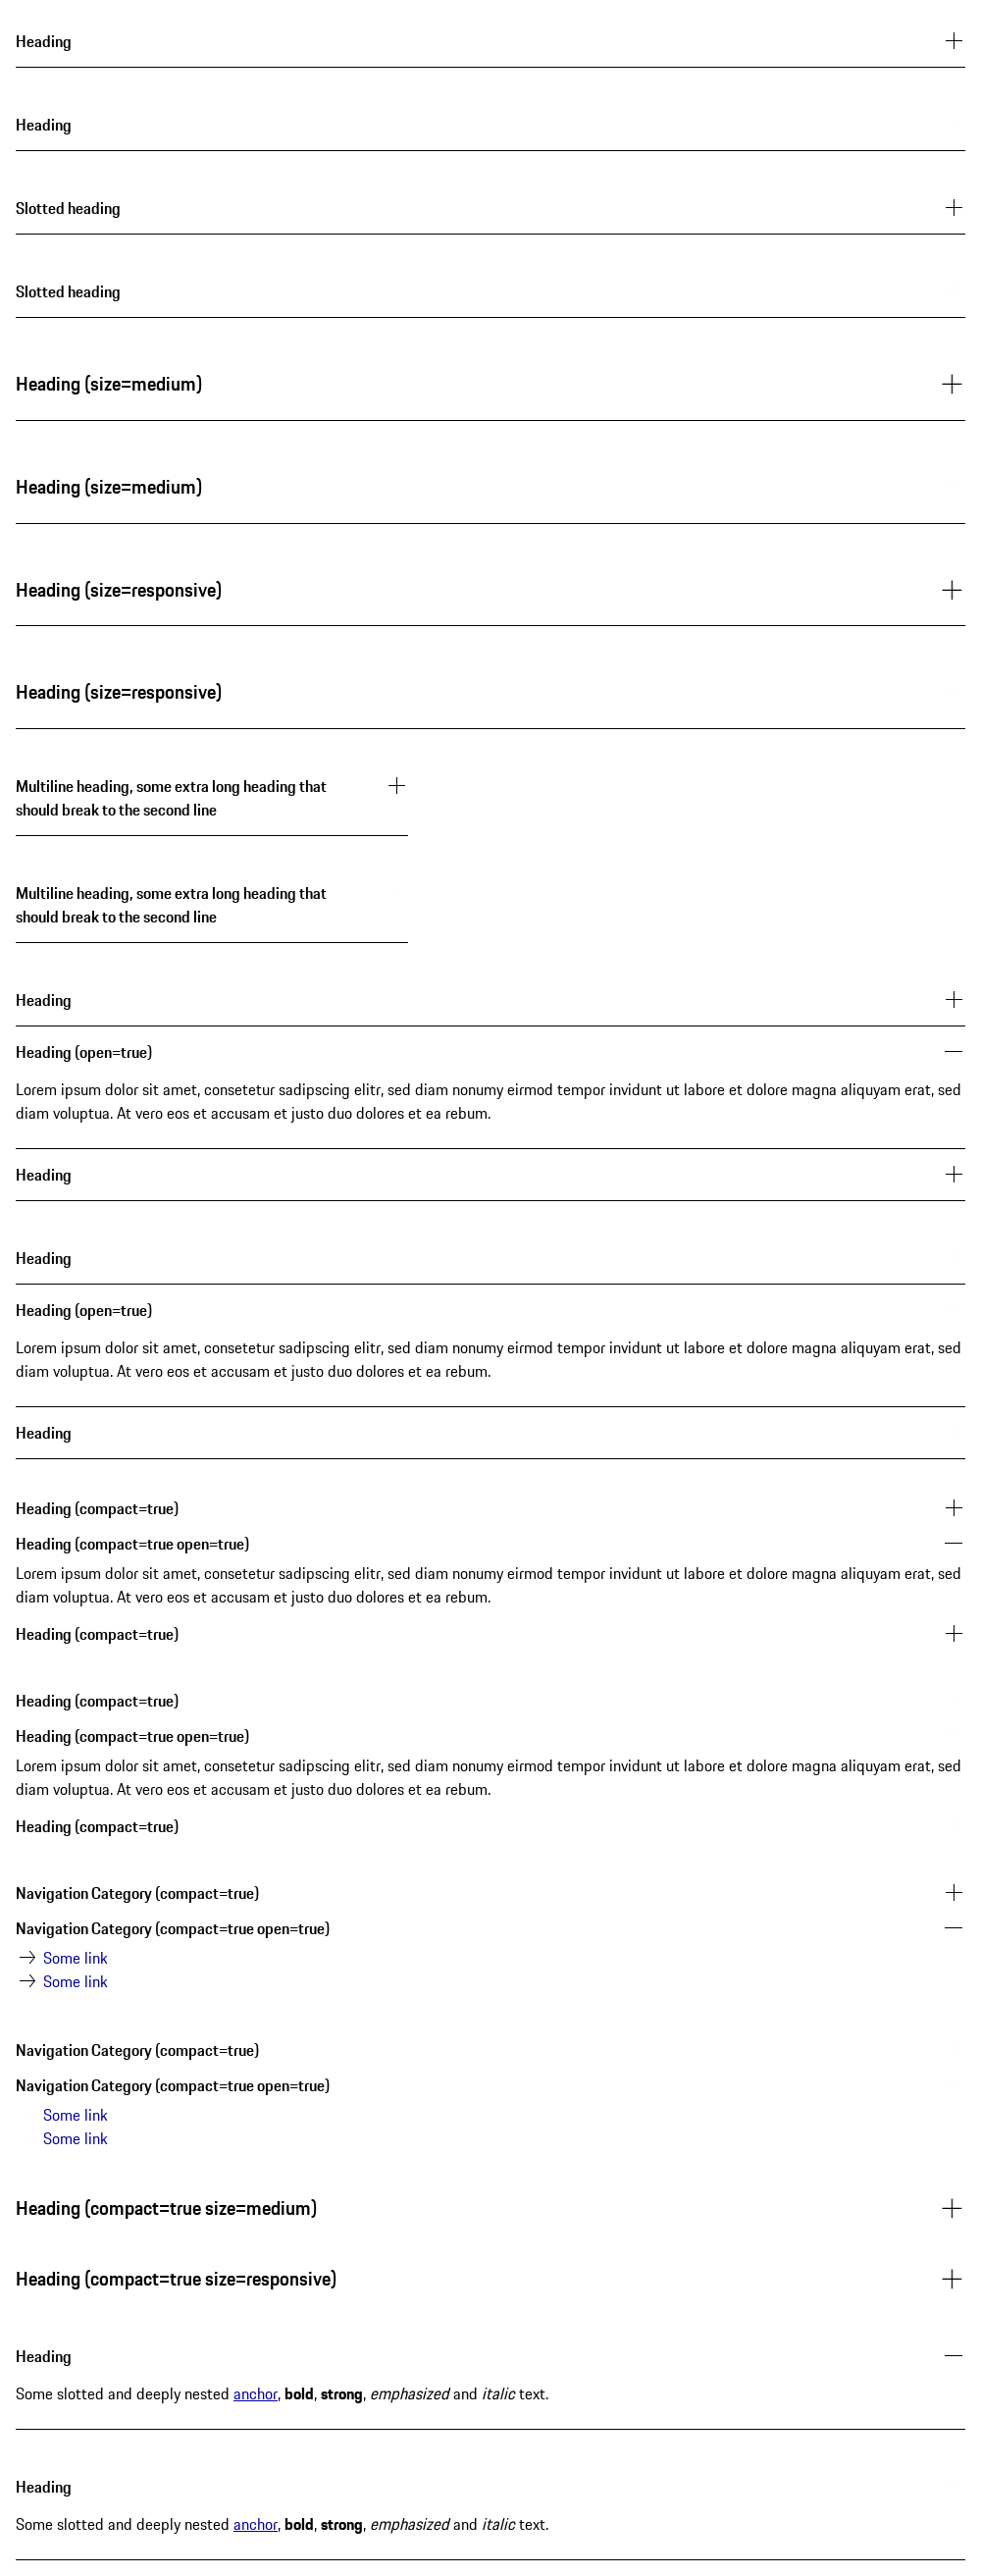 Heading
Heading
Slotted heading
Slotted heading
Heading (size=medium)
Heading (size=medium)
Heading (size=responsive)
Heading (size=responsive)
Multiline heading, some extra long heading that
should break to the second line
Multiline heading, some extra long heading that
should break to the second line
Heading
Heading (open=true)
Lorem ipsum dolor sit amet, consetetur sadipscing elitr, sed diam nonumy eirmod tempor invidunt ut labore et dolore magna aliquyam erat, sed
diam voluptua. At vero eos et accusam et justo duo dolores et ea rebum.
Heading
Heading
Heading (open=true)
Lorem ipsum dolor sit amet, consetetur sadipscing elitr, sed diam nonumy eirmod tempor invidunt ut labore et dolore magna aliquyam erat, sed
diam voluptua. At vero eos et accusam et justo duo dolores et ea rebum.
Heading
Heading (compact=true)
Heading (compact=true open=true)
Lorem ipsum dolor sit amet, consetetur sadipscing elitr, sed diam nonumy eirmod tempor invidunt ut labore et dolore magna aliquyam erat, sed
diam voluptua. At vero eos et accusam et justo duo dolores et ea rebum.
Heading (compact=true)
Heading (compact=true)
Heading (compact=true open=true)
Lorem ipsum dolor sit amet, consetetur sadipscing elitr, sed diam nonumy eirmod tempor invidunt ut labore et dolore magna aliquyam erat, sed
diam voluptua. At vero eos et accusam et justo duo dolores et ea rebum.
Heading (compact=true)
Navigation Category (compact=true)
Navigation Category (compact=true open=true)
Some link
Some link
Navigation Category (compact=true)
Navigation Category (compact=true open=true)
Some link
Some link
Heading (compact=true size=medium)
Heading (compact=true size=responsive)
Heading
Some slotted and deeply nested anchor, bold, strong, emphasized and italic text.
Heading
Some slotted and deeply nested anchor, bold, strong, emphasized and italic text.